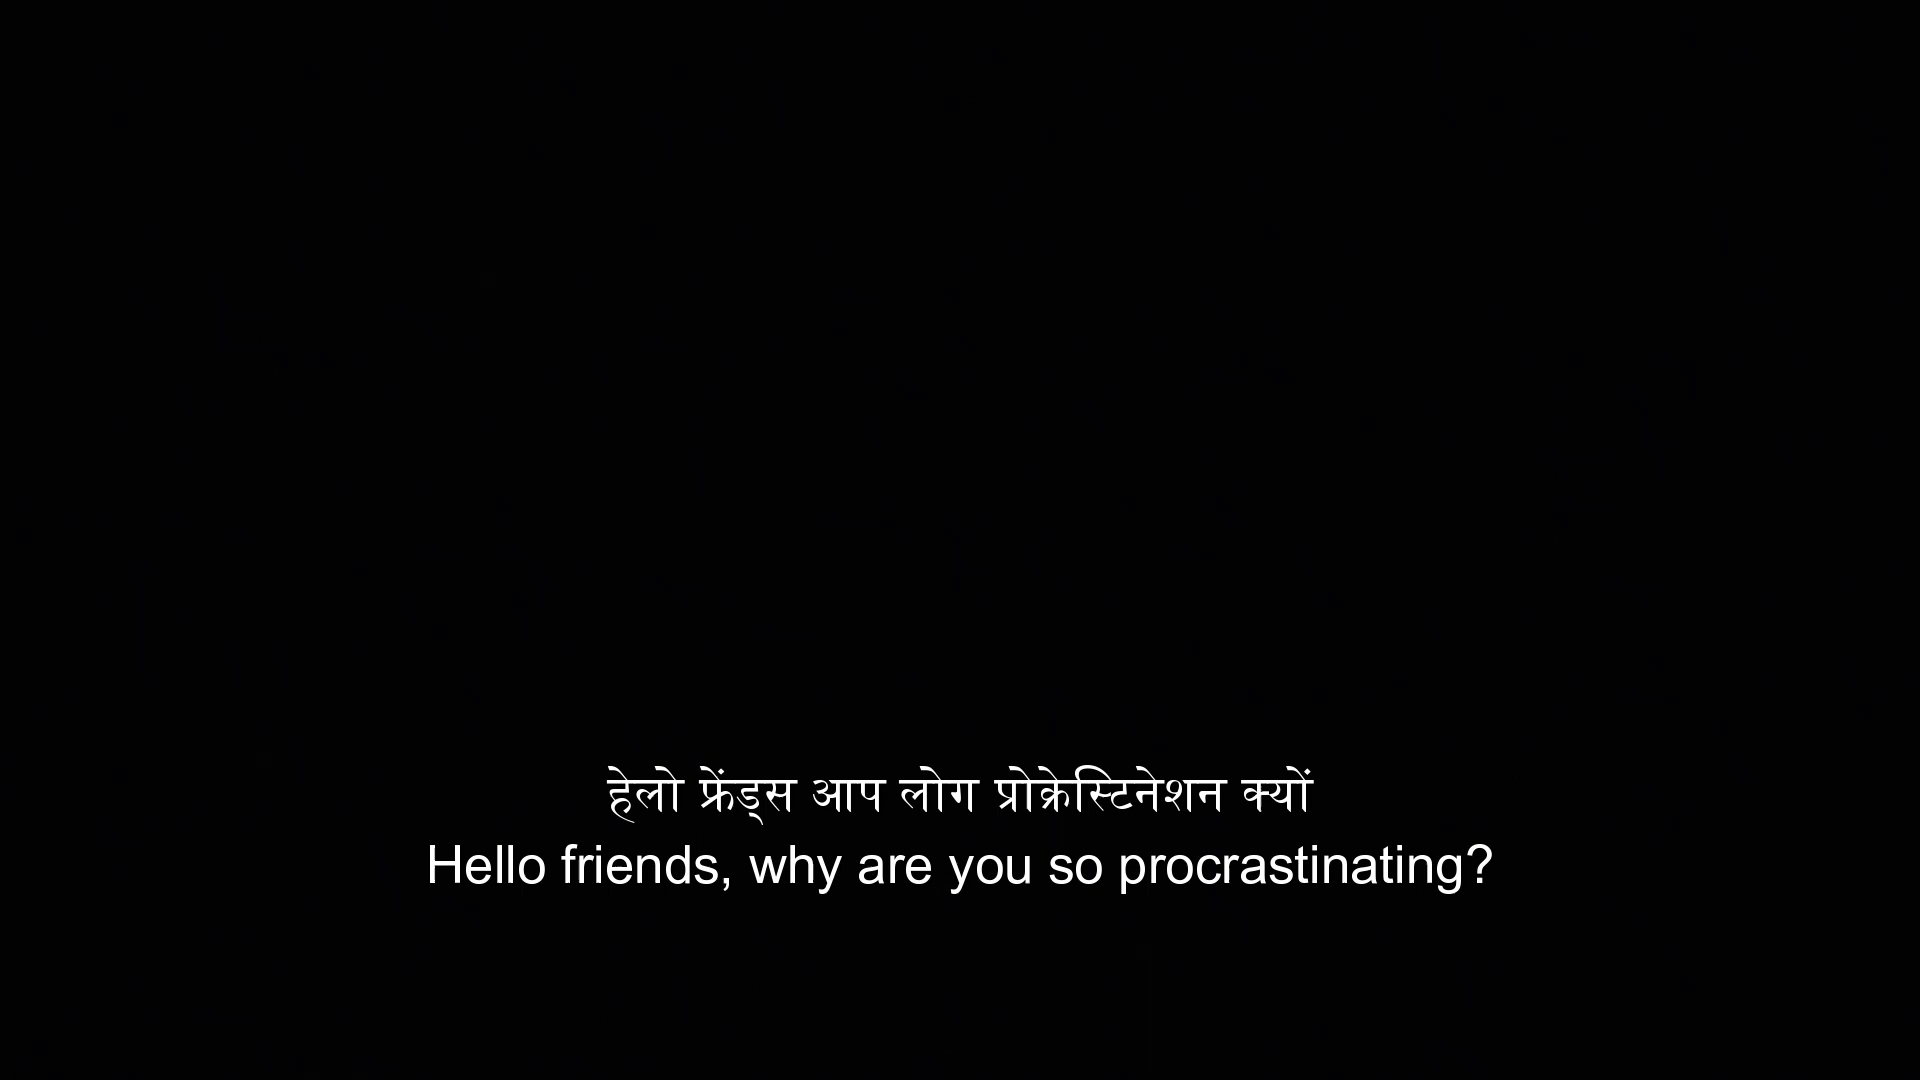 हेलो फ्रेंड्स आप लोग प्रोक्रेस्टिनेशन क्यों
Hello friends, why are you so procrastinating?